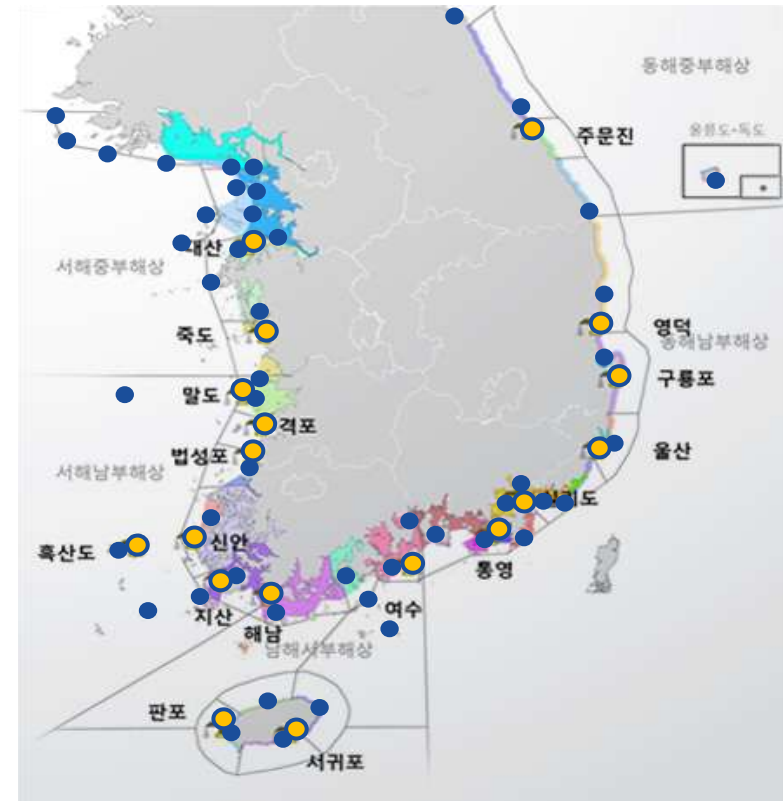 동해중부해상
주문진
울릉도·독도
대산
서해중부해상
죽도
영덕
동해남부해상
구룡포
말도
격포
법성포
울산
서해남부해상
흑산도
신안
통영
지산
해남
여수
남해서부해상
판포
서귀포